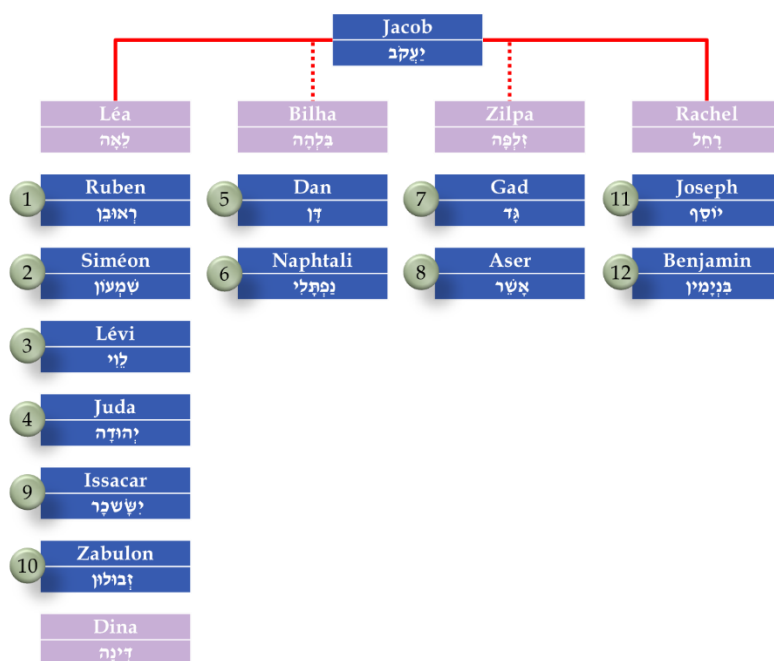 Jacob
יַעֲקֹב
Léa
לֵאָה
Bilha
בִּלְהָה
Zilpa
זִלְפָּה
Rachel
רָחֵל
1
Ruben
רְאוּבֵן
5
Dan
דָּן
7
Gad
גָּד
11
Joseph
יוֹסֵף
2
Siméon
שִׁמְעוֹן
6
Naphtali
נַפְתָּלִי
8
Aser
אָשֵׁר
12
Benjamin
בִּנְיָמִין
3
Lévi
לֵוִי
4
Juda
יְהוּדָה
9
Issacar
יִשָּׂשכָר
10
Zabulon
זְבוּלוּן
Dina
דִּינָה